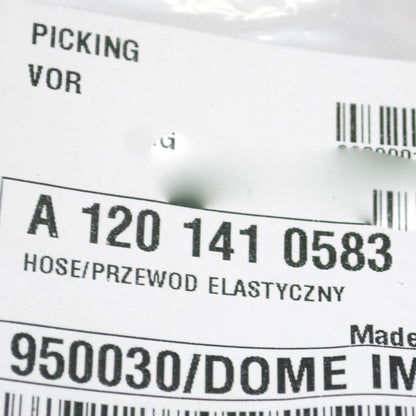 PICKING
VOR
G
A 120 141 0583
HOSE/PRZEWOD ELASTYCZNY
Made
950030/DOME IM